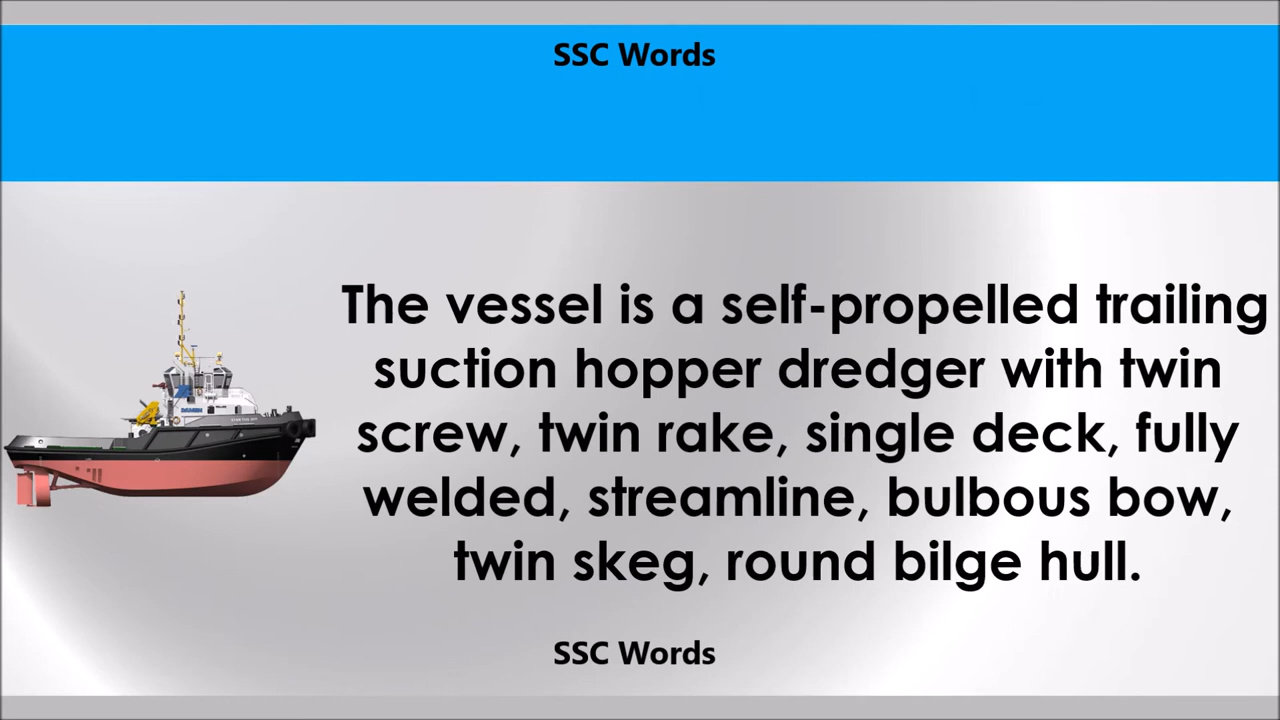 SSC Words
The vessel is a self-propelled trailing
suction hopper dredger with twin
screw, twin rake, single deck, fully
welded, streamline, bulbous bow,
twin skeg, round bilge hull.
DAMEN
SSC Words